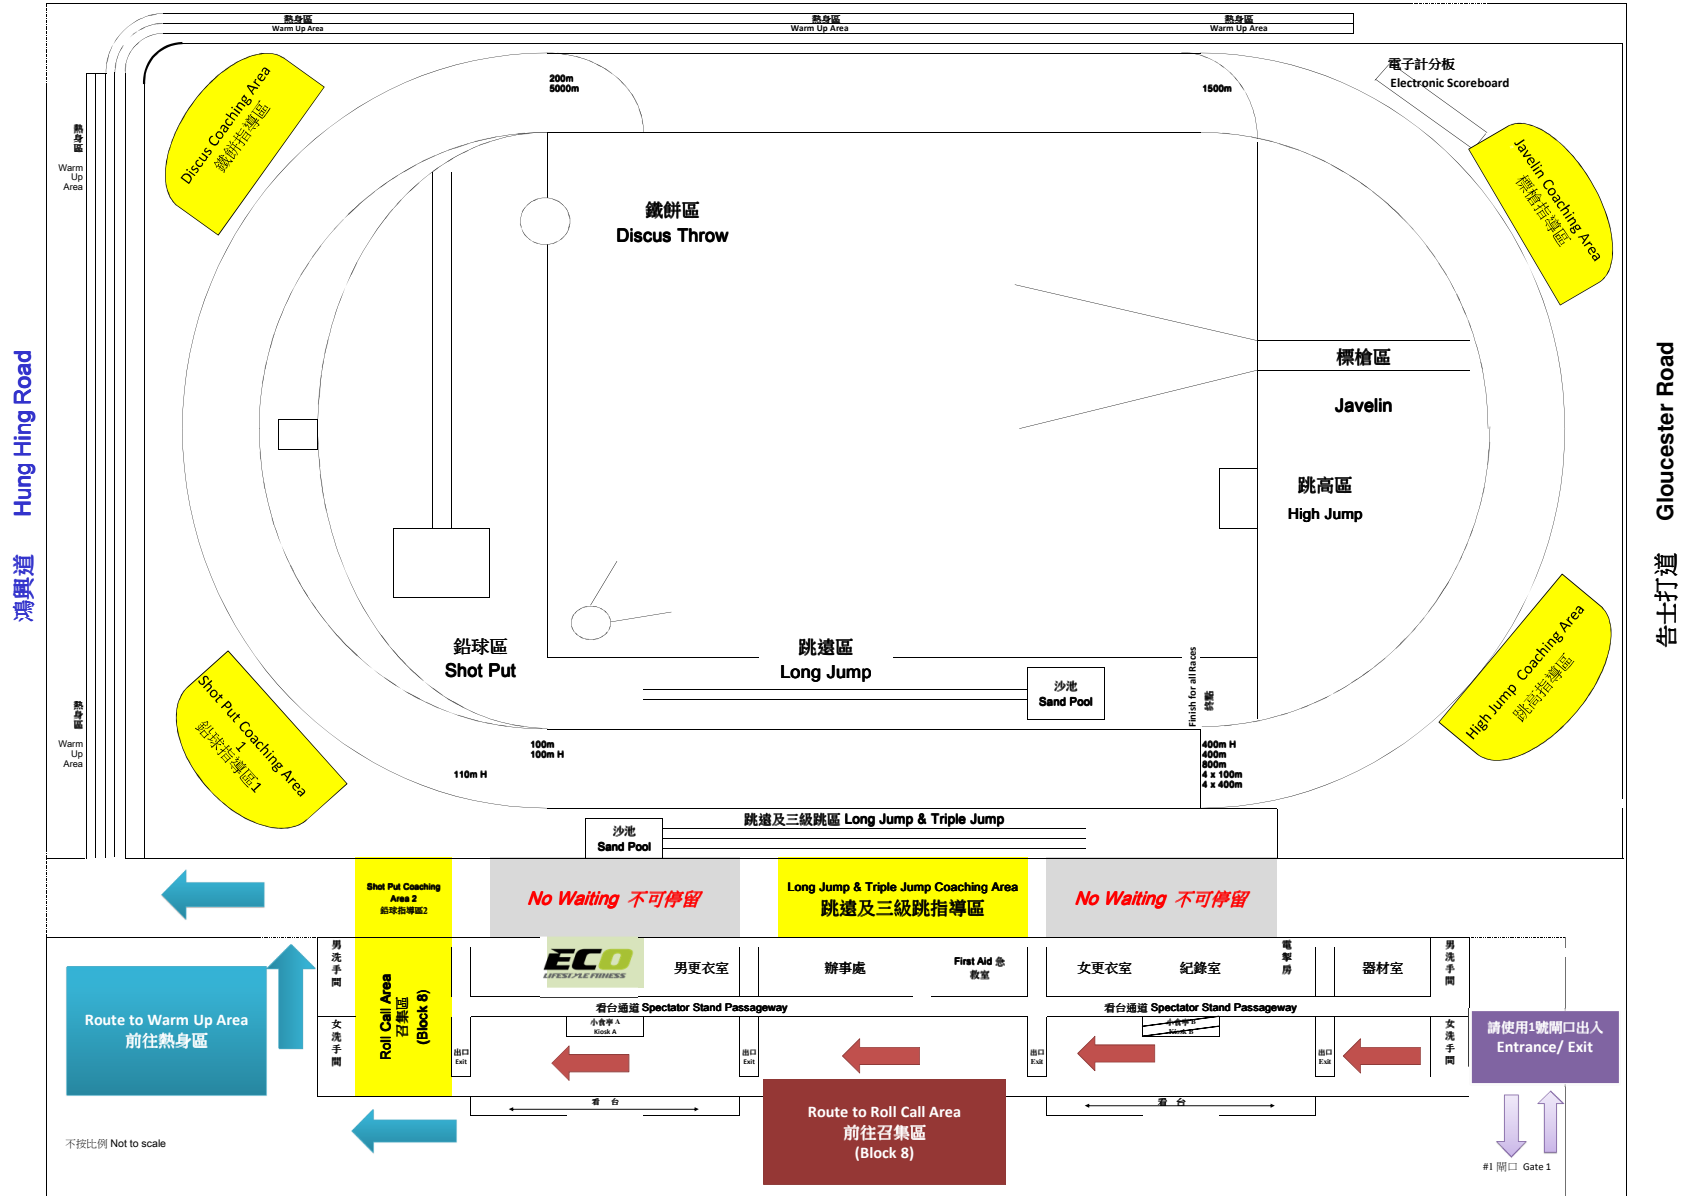 熱身區
Warm Up Area
熱身區
Warm Up Area
熱身區
Warm Up Area
電子計分板
Electronic Scoreboard
200m
5000m
1500m
Discus Coaching Area
鐵餅指導區
Javelin Coaching Area
標槍指導區
熱身區
Warm
Up
Area
鐵餅區
Discus Throw
標槍區
Javelin
跳高區
High Jump
鴻興道 Hung Hing Road
告士打道 Gloucester Road
鉛球區
Shot Put
跳遠區
Long Jump
沙池
Sand Pool
Finish for all Races
終點
High Jump Coaching Area
跳高指導區
Shot Put Coaching Area
1
鉛球指導區1
熱身區
Warm
Up
Area
100m
100m H
110m H
400m H
400m
800m
4 x 100m
4 x 400m
跳遠及三級跳區 Long Jump & Triple Jump
沙池
Sand Pool
Shot Put Coaching
Area 2
鉛球指導區2
No Waiting 不可停留
Long Jump & Triple Jump Coaching Area
跳遠及三級跳指導區
No Waiting 不可停留
男洗手間
Roll Call Area
召集區
(Block 8)
ECO
LIFESTYLE FITNESS
男更衣室
辦事處
First Aid 急
救室
女更衣室
紀錄室
電掣房
器材室
男洗手間
看台通道 Spectator Stand Passageway
看台通道 Spectator Stand Passageway
Route to Warm Up Area
前往熱身區
女洗手間
小食亭 A
Kiosk A
小食亭 B
Kiosk B
女洗手間
請使用1號閘口出入
Entrance/ Exit
出口
Exit
出口
Exit
出口
Exit
出口
Exit
看 台
看 台
Route to Roll Call Area
前往召集區
(Block 8)
不按比例 Not to scale
#1 閘口 Gate 1